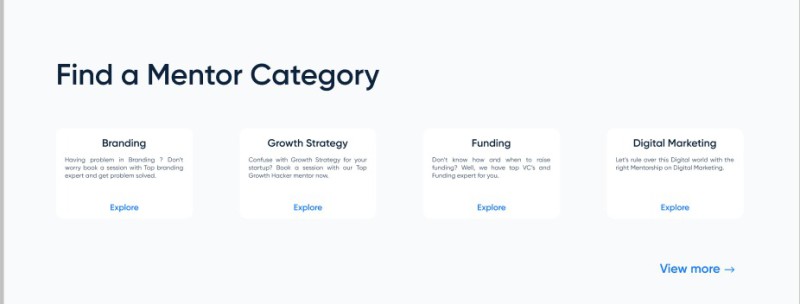 Find a Mentor Category
Branding
Having problem in Branding ? Don't
worry book a session with Top branding
expert and get problem solved.
Explore
Growth Strategy
Confuse with Growth Strategy for your
startup? Book a session with our Top
Growth Hacker mentor now.
Explore
Funding
Don't know how and when to raise
funding? Well, we have top VC's and
Funding expert for you.
Explore
Digital Marketing
Let's rule over this Digital world with the
right Mentorship on Digital Marketing.
Explore
View more →